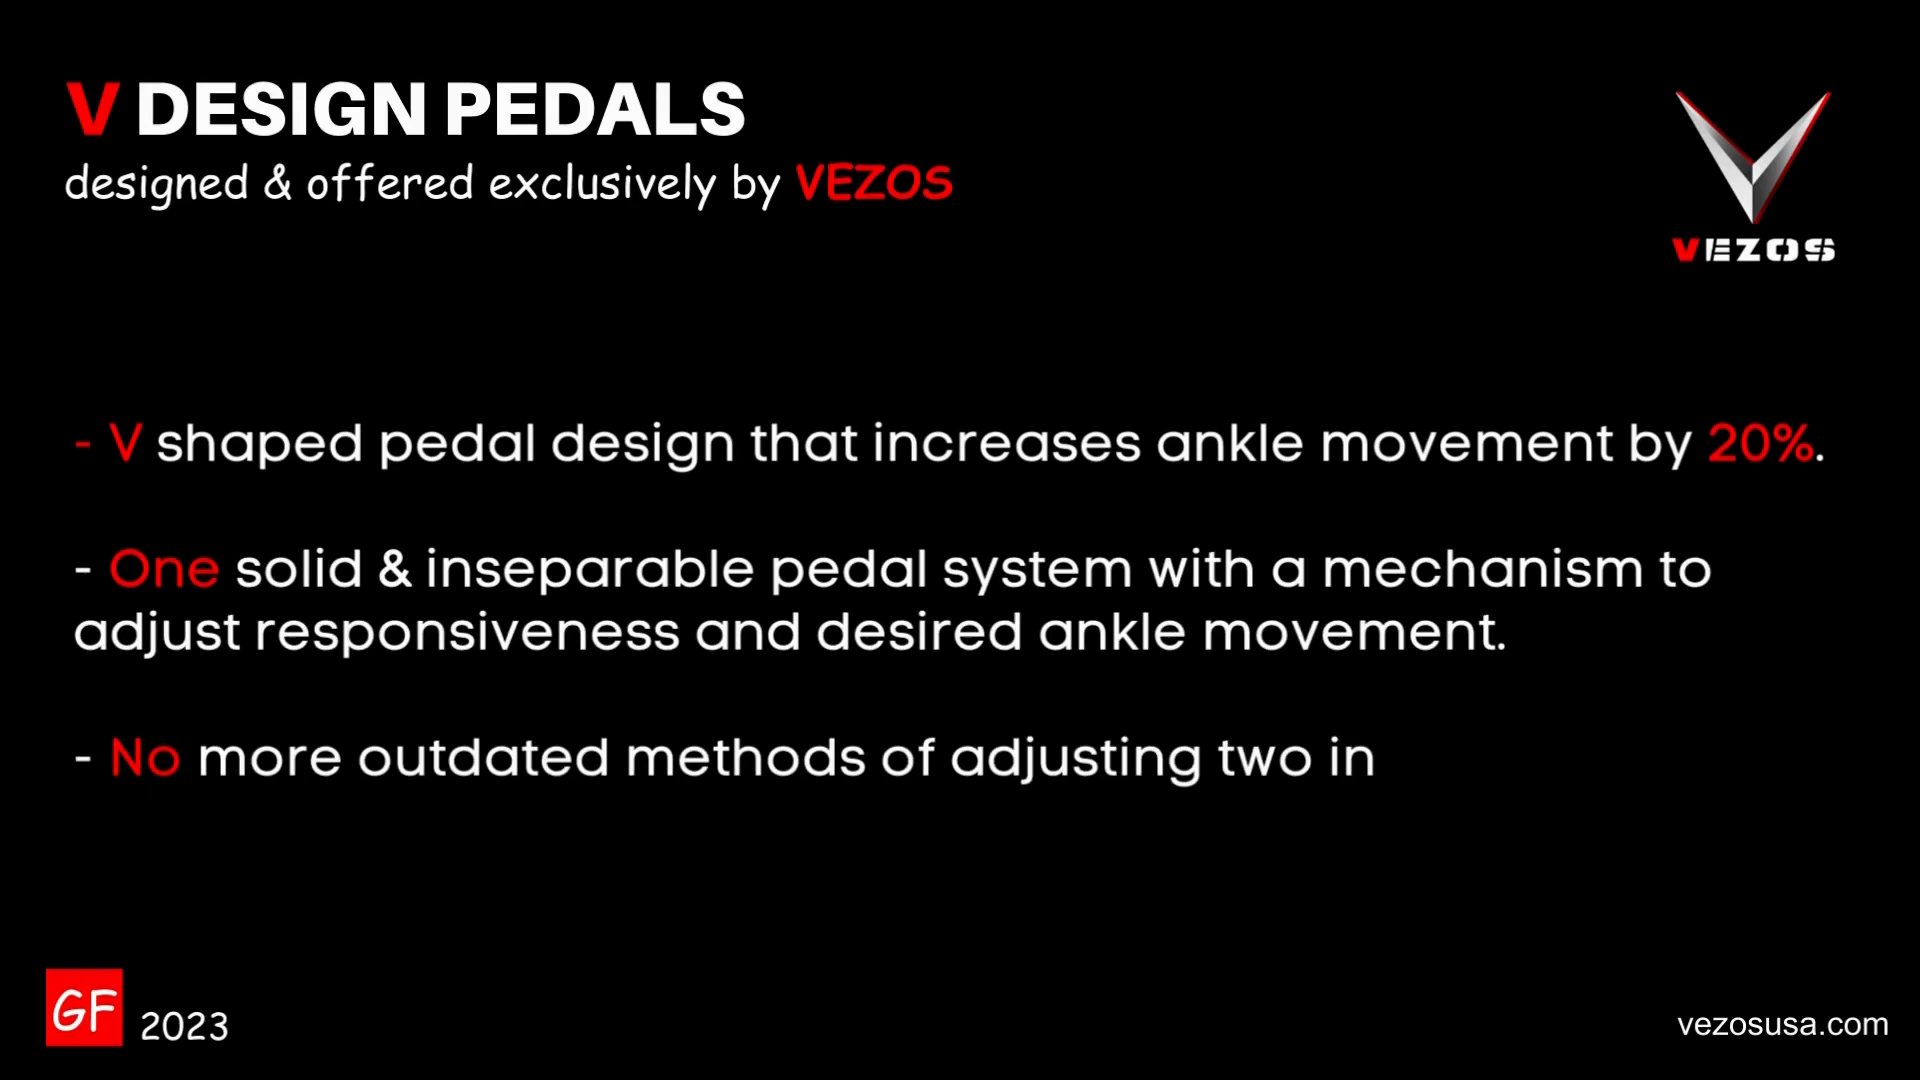 V DESIGN PEDALS
designed & offered exclusively by VEZOS
VEZOS
- V shaped pedal design that increases ankle movement by 20%.
- One solid & inseparable pedal system with a mechanism to
adjust responsiveness and desired ankle movement.
- No more outdated methods of adjusting two in
GF 2023
vezosusa.com